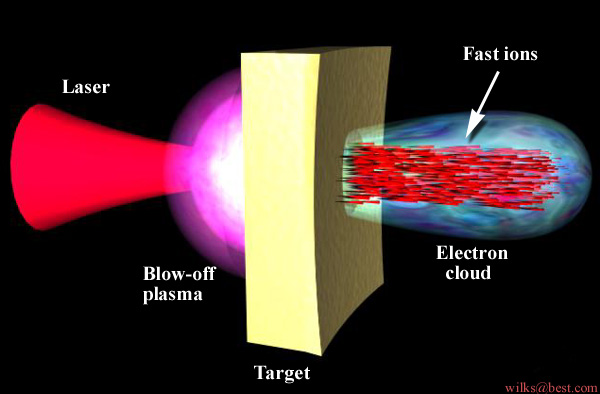 Fast ions
Laser
Electron
cloud
Blow-off
plasma
Target
wilks@best.com